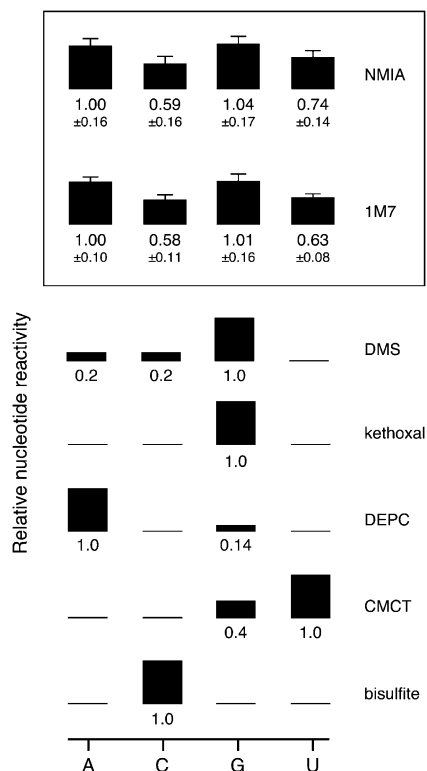 NMIA
1.00 0.59 1.04 0.74
±0.16 ±0.16 ±0.17 ±0.14
1M7
1.00 0.58 1.01 0.63
±0.10 ±0.11 ±0.16 ±0.08
Relative nucleotide reactivity
DMS
0.2 0.2 1.0
kethoxal
1.0
DEPC
1.0 0.14
CMCT
0.4 1.0
bisulfite
1.0
A C G U